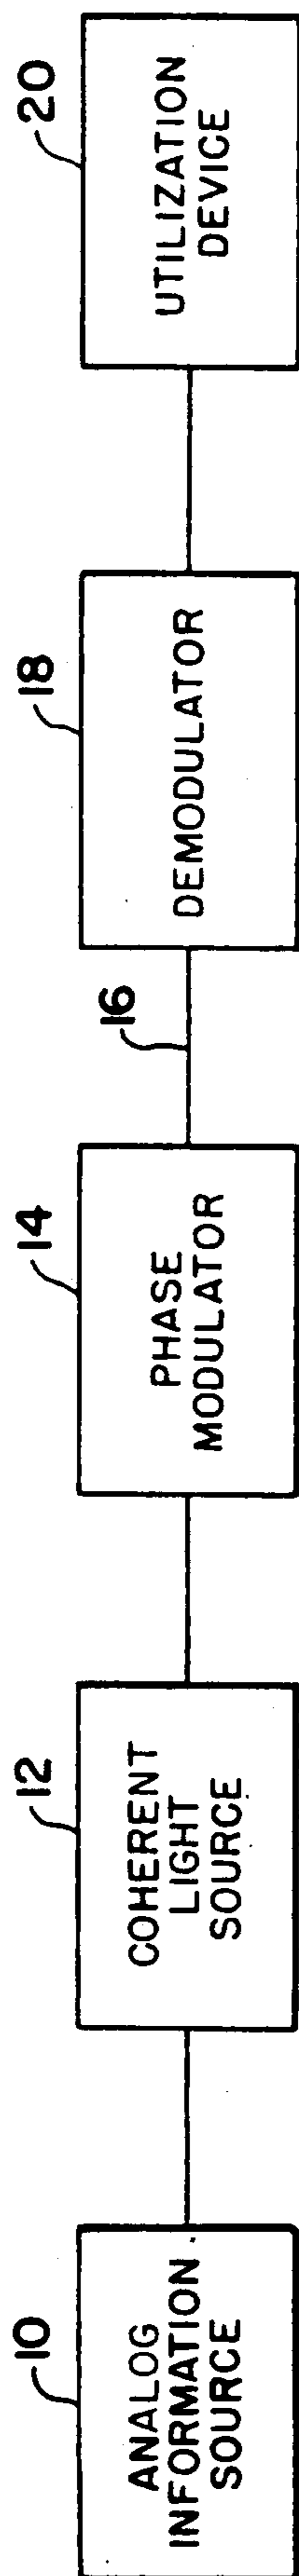 10
ANALOG
INFORMATION
SOURCE
12
COHERENT
LIGHT
SOURCE
14
PHASE
MODULATOR
16
18
DEMODULATOR
20
UTILIZATION
DEVICE